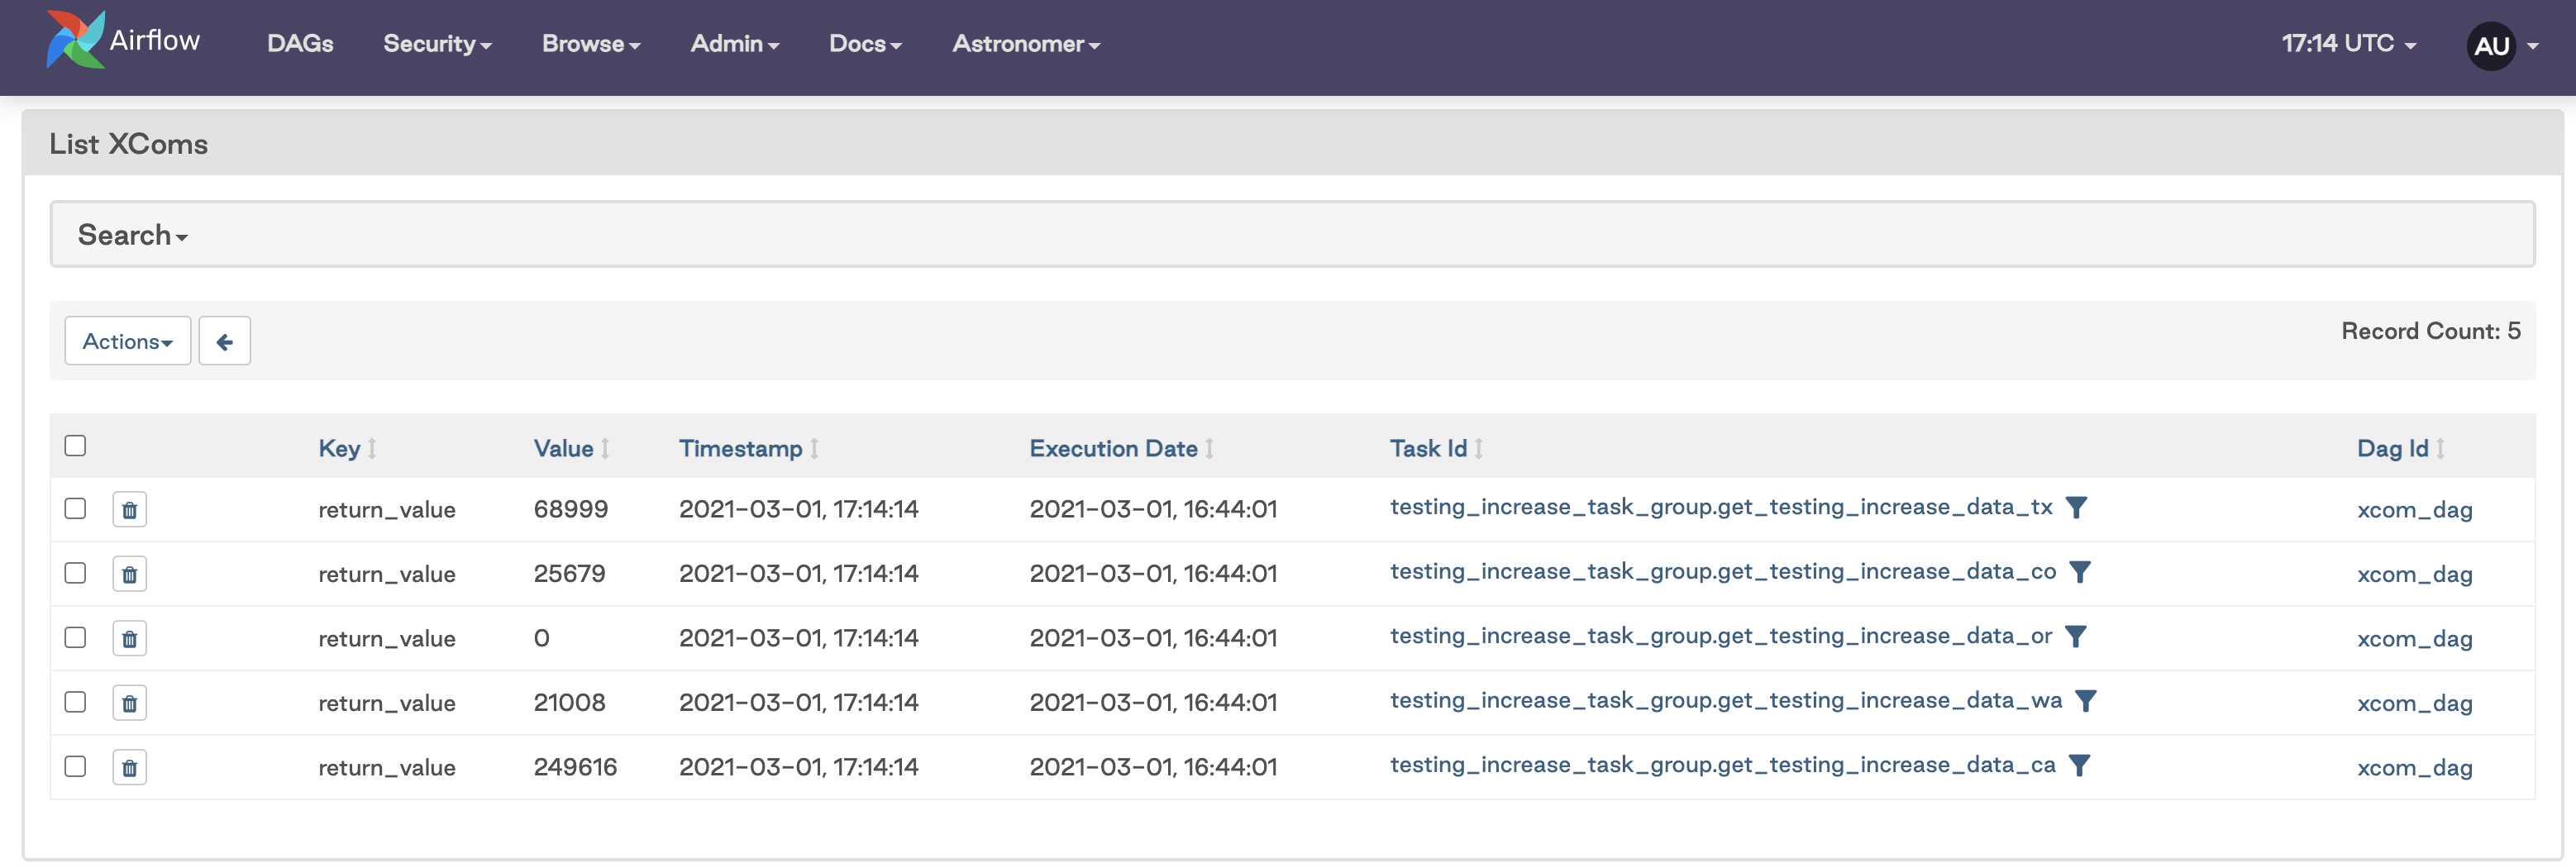 Airflow DAGs Security Browse Admin Docs Astronomer 17:14 UTC AU
List XComs
Search
Actions Record Count: 5
Key Value Timestamp Execution Date Task Id Dag Id
return_value 68999 2021-03-01, 17:14:14 2021-03-01, 16:44:01 testing_increase_task_group.get_testing_increase_data_tx xcom_dag
return_value 25679 2021-03-01, 17:14:14 2021-03-01, 16:44:01 testing_increase_task_group.get_testing_increase_data_co xcom_dag
return_value 0 2021-03-01, 17:14:14 2021-03-01, 16:44:01 testing_increase_task_group.get_testing_increase_data_or xcom_dag
return_value 21008 2021-03-01, 17:14:14 2021-03-01, 16:44:01 testing_increase_task_group.get_testing_increase_data_wa xcom_dag
return_value 249616 2021-03-01, 17:14:14 2021-03-01, 16:44:01 testing_increase_task_group.get_testing_increase_data_ca xcom_dag